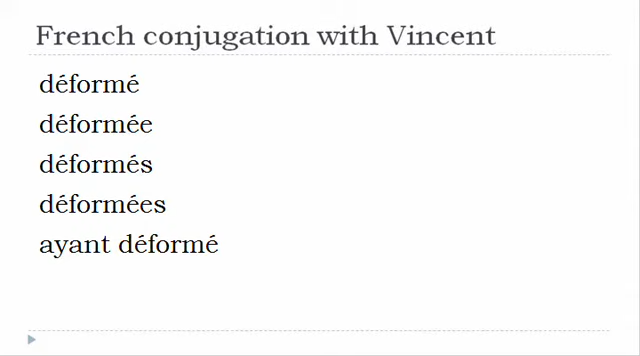 French conjugation with Vincent
déformé
déformée
déformés
déformées
ayant déformé